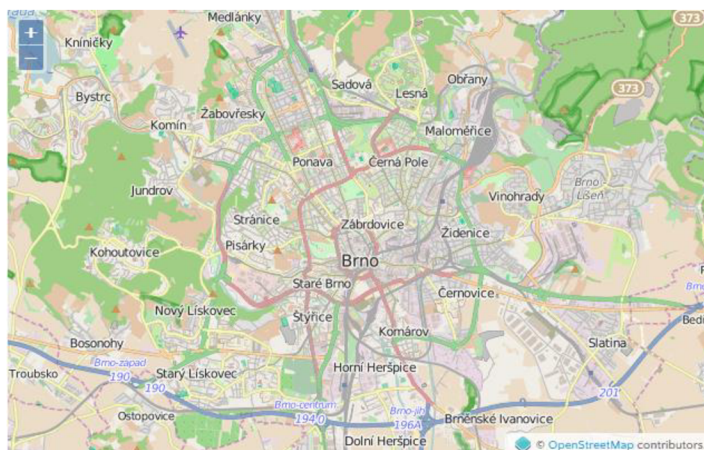 Medlánky
373
+
Kníničky
−
Sadová
Obřany
Lesná
373
Bystrc
Žabovřesky
Komín
Maloměřice
Ponava
Černá Pole
Jundrov
Brno
Líšeň
Vinohrady
Stránice
Zábrdovice
Židenice
Pisárky
Kohoutovice
Brno
Staré Brno
Černovice
Nový Lískovec
Štýřice
Komárov
Bosonohy
Slatina
Brno-západ
190
Horní Heršpice
Troubsko
190
Starý Lískovec
201
Brno-centrum
Brno-jih
Ostopovice
194 0
196A
Brněnské Ivanovice
Dolní Heršpice
© OpenStreetMap contributors